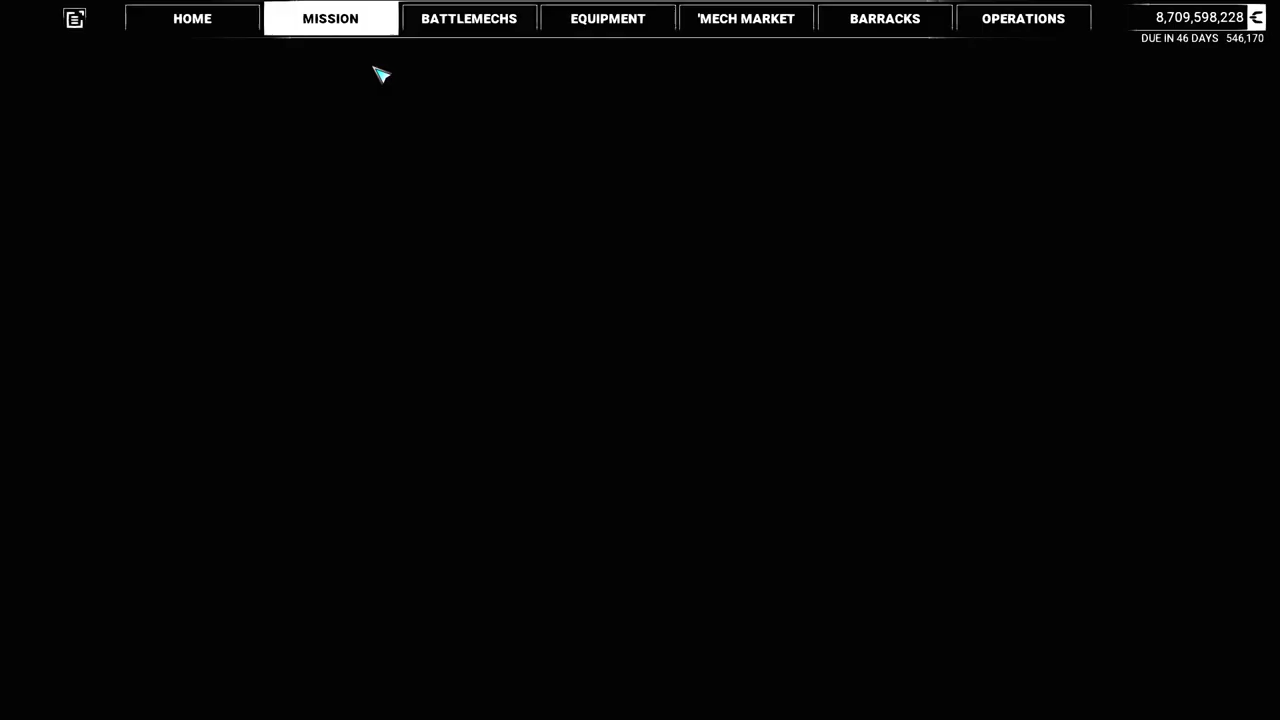 HOME MISSION BATTLEMECHS EQUIPMENT 'MECH MARKET BARRACKS OPERATIONS 8,709,598,228
DUE IN 46 DAYS 546,170